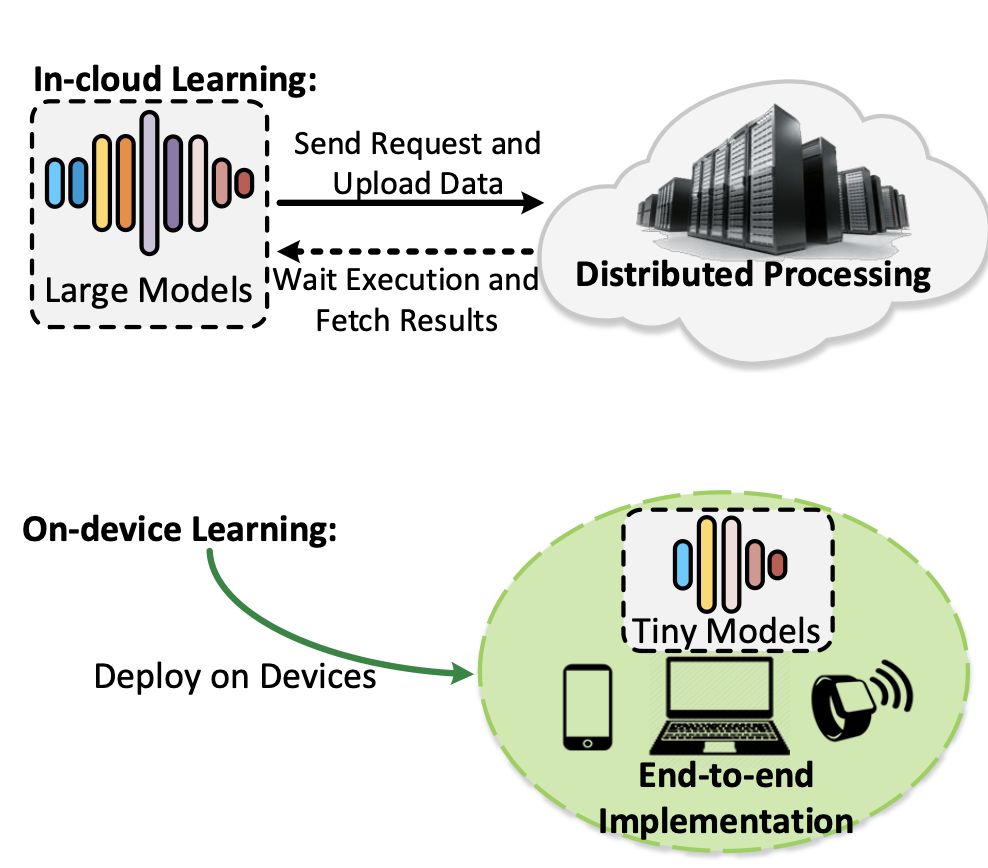 In-cloud Learning:
Large Models
Send Request and
Upload Data
Wait Execution and
Fetch Results
Distributed Processing
On-device Learning:
Deploy on Devices
Tiny Models
End-to-end
Implementation